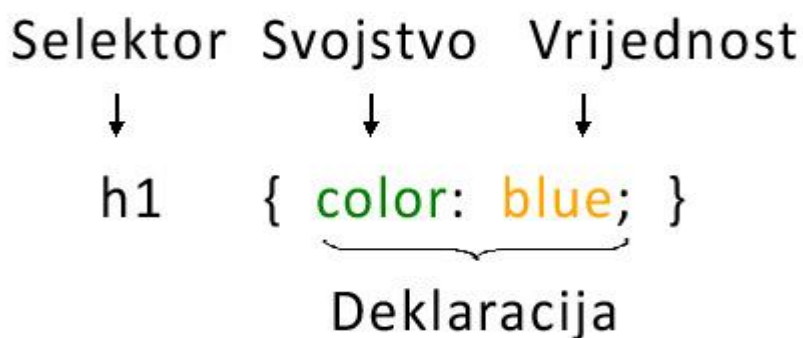 Selektor Svojstvo Vrijednost
h1 { color: blue; }
Deklaracija